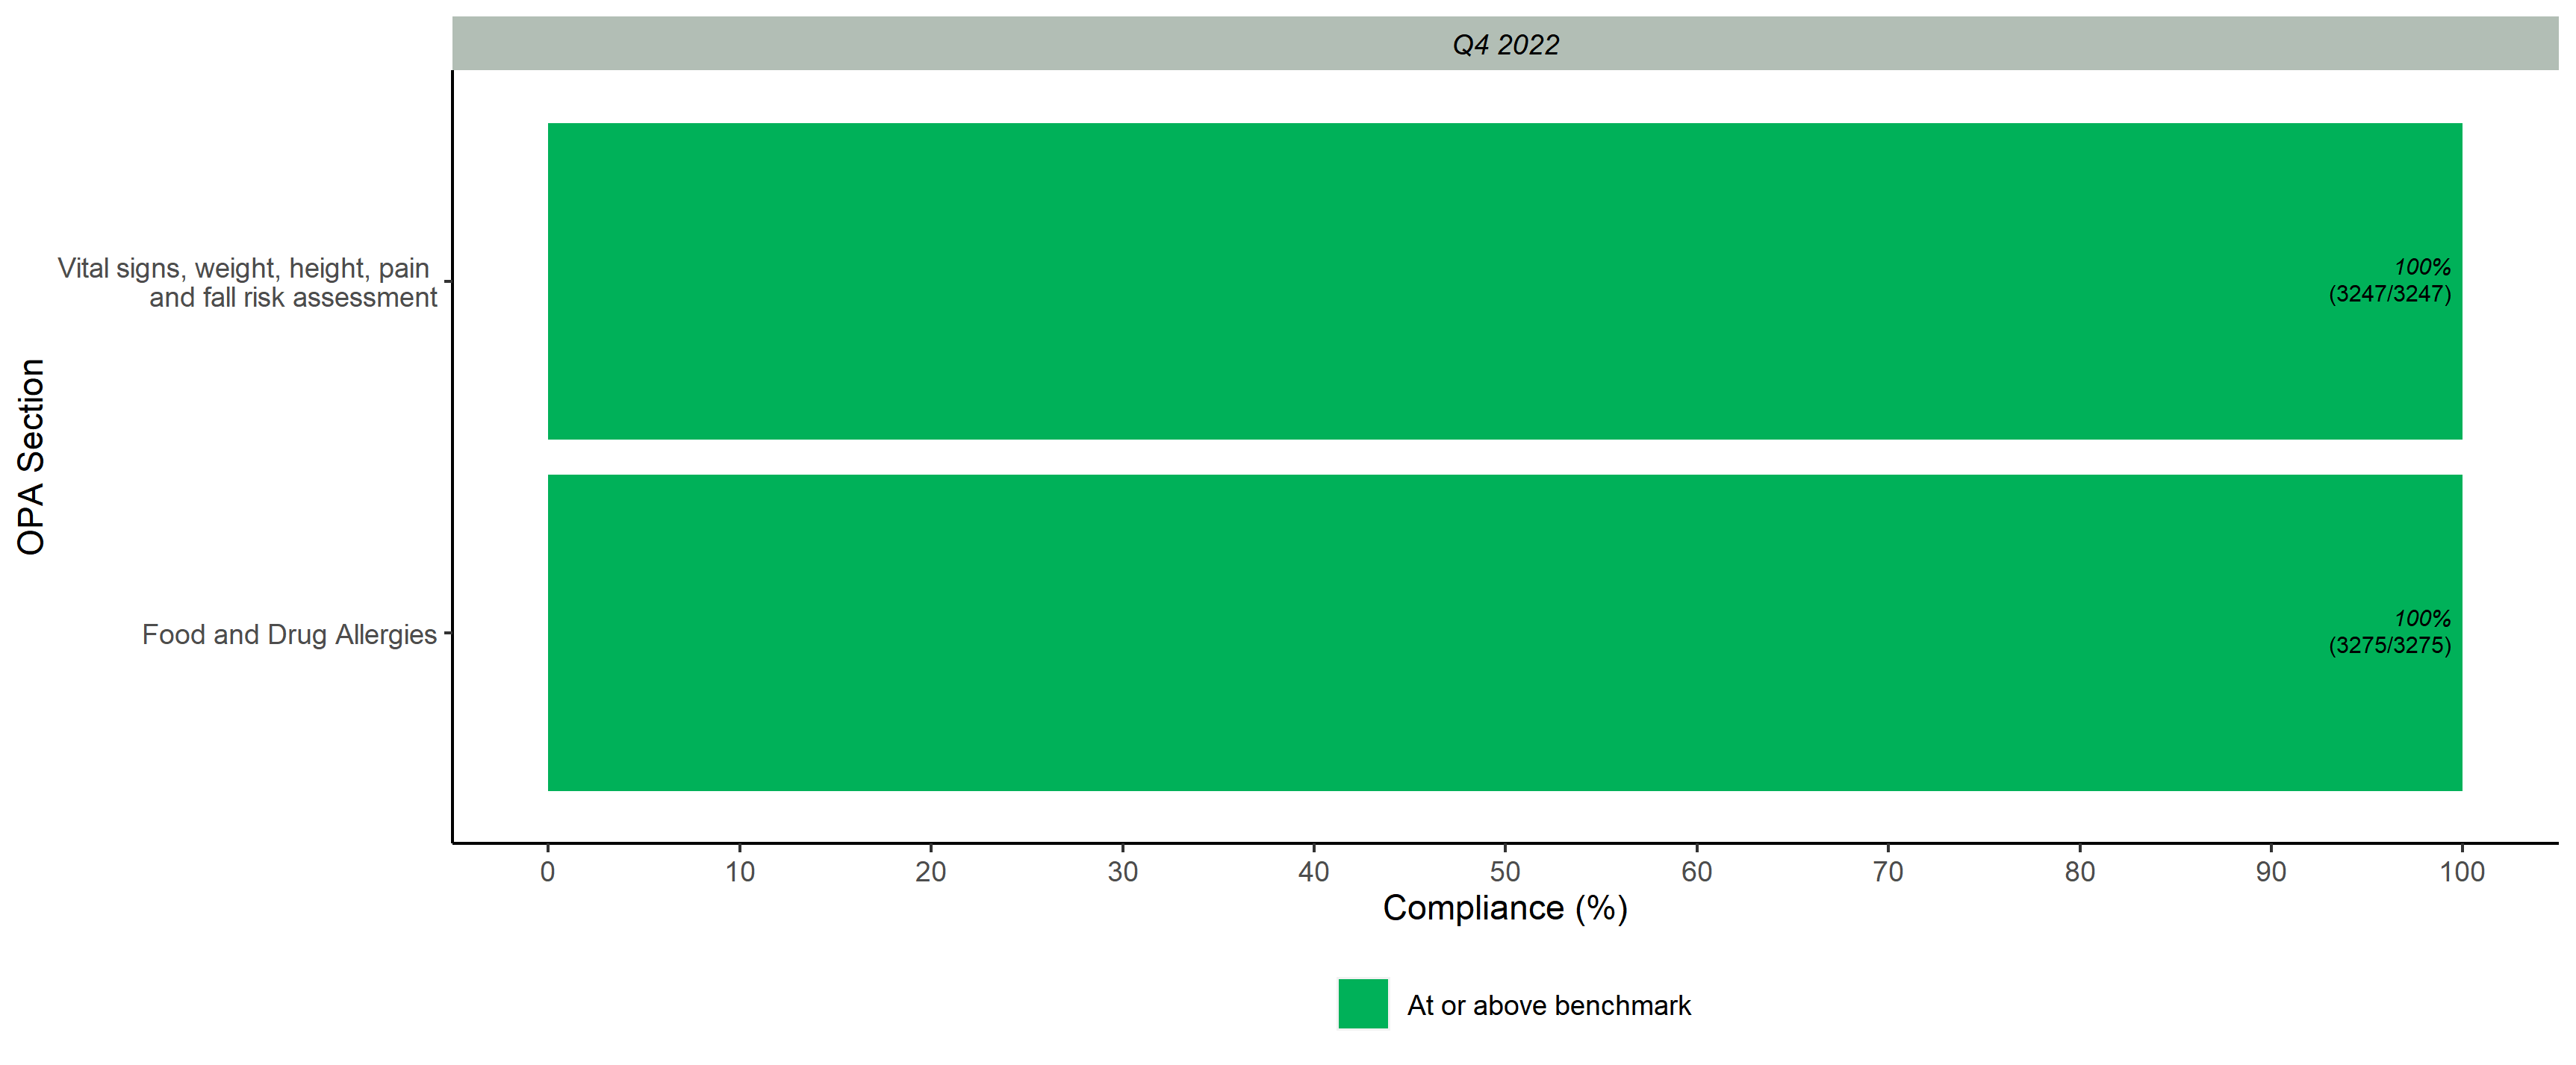 Q4 2022
Vital signs, weight, height, pain
and fall risk assessment
100%
(3247/3247)
OPA Section
Food and Drug Allergies
100%
(3275/3275)
0 10 20 30 40 50 60 70 80 90 100
Compliance (%)
At or above benchmark